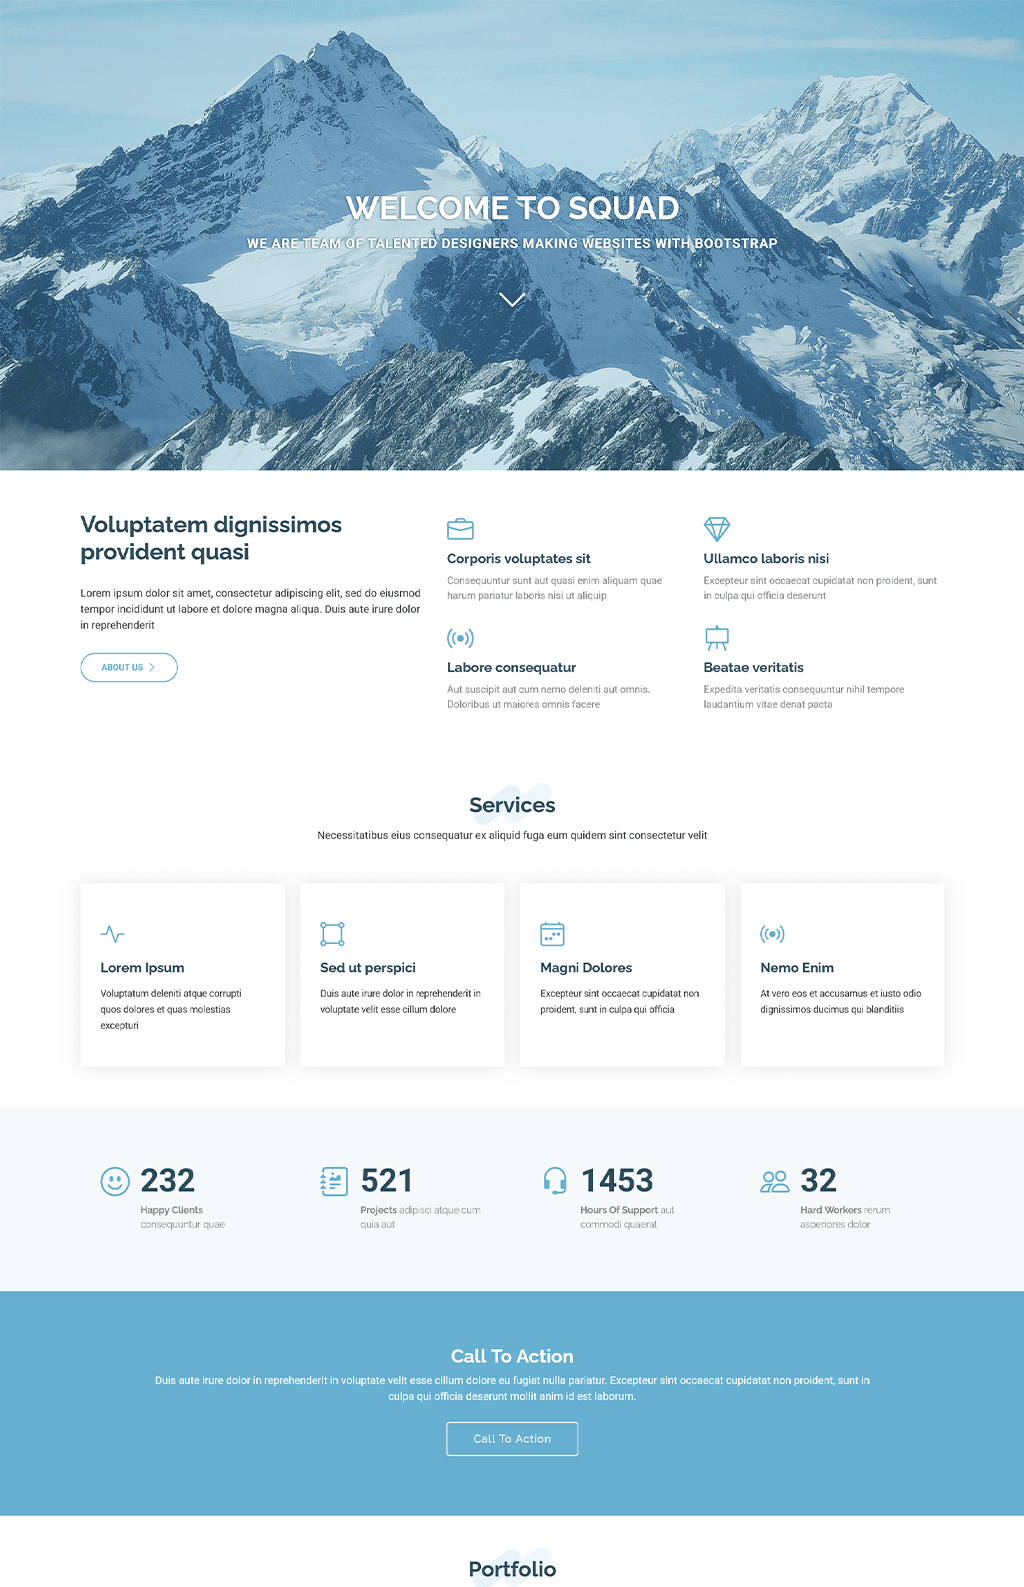 WELCOME TO SQUAD
WE ARE TEAM OF TALENTED DESIGNERS MAKING WEBSITES WITH BOOTSTRAP
Voluptatem dignissimos
provident quasi
Lorem ipsum dolor sit amet, consectetur adipiscing elit, sed do eiusmod
tempor incididunt ut labore et dolore magna aliqua. Duis aute irure dolor
in reprehenderit
ABOUT US
Corporis voluptates sit
Consequuntur sunt aut quasi enim aliquam quae
harum pariatur laboris nisi ut aliquip
Ullamco laboris nisi
Excepteur sint occaecat cupidatat non proident, sunt
in culpa qui officia deserunt
Labore consequatur
Aut suscipit aut cum nemo deleniti aut omnis.
Doloribus ut maiores omnis facere
Beatae veritatis
Expedita veritatis consequuntur nihil tempore
laudantium vitae denat pacta
Services
Necessitatibus eius consequatur ex aliquid fuga eum quidem sint consectetur velit
Lorem Ipsum
Voluptatum deleniti atque corrupti
quos dolores et quas molestias
excepturi
Sed ut perspici
Duis aute irure dolor in reprehenderit in
voluptate velit esse cillum dolore
Magni Dolores
Excepteur sint occaecat cupidatat non
proident, sunt in culpa qui officia
Nemo Enim
At vero eos et accusamus et iusto odio
dignissimos ducimus qui blanditiis
232
Happy Clients
consequuntur quae
521
Projects adipisci atque cum
quia aut
1453
Hours Of Support aut
commodi quaerat
32
Hard Workers rerum
asperiores dolor
Call To Action
Duis aute irure dolor in reprehenderit in voluptate velit esse cillum dolore eu fugiat nulla pariatur. Excepteur sint occaecat cupidatat non proident, sunt in
culpa qui officia deserunt mollit anim id est laborum.
Call To Action
Portfolio